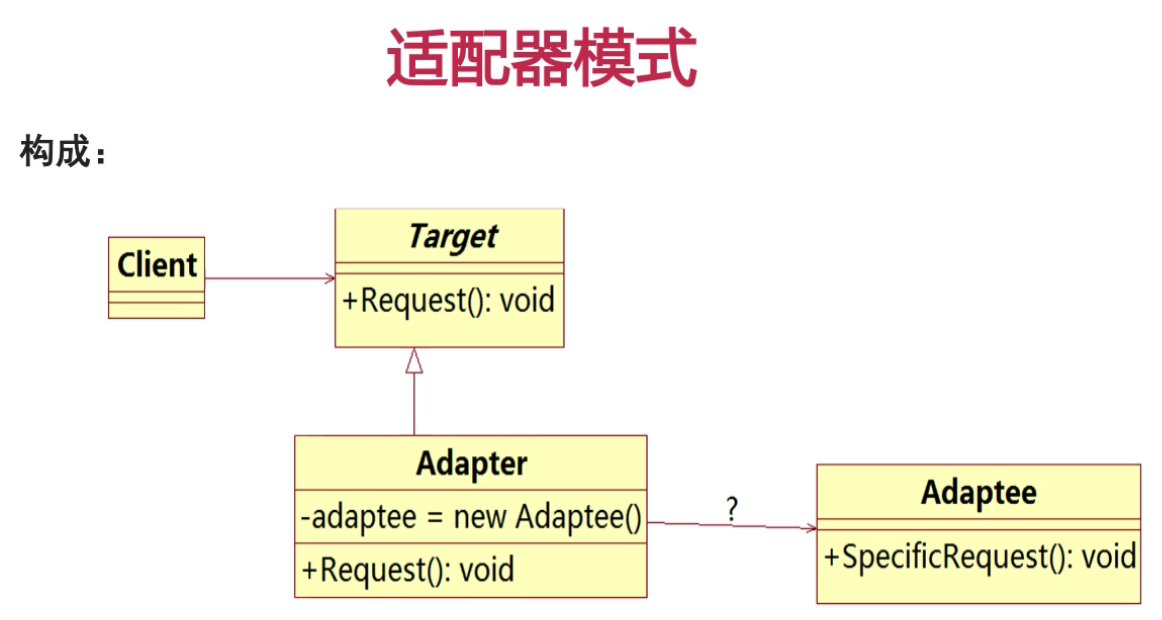 适配器模式
构成：
Client
Target
+Request(): void
Adapter
-adaptee = new Adaptee()
+Request(): void
?
Adaptee
+SpecificRequest(): void